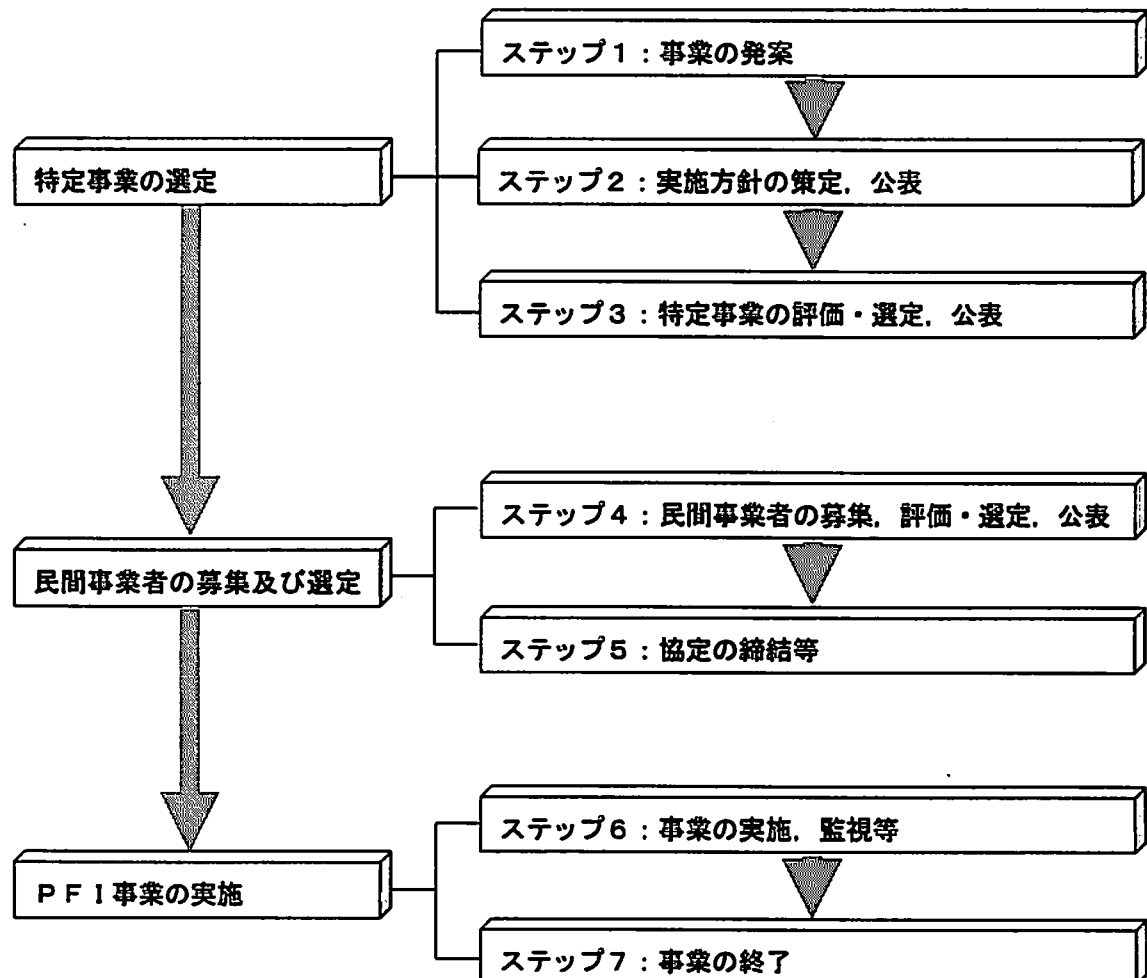 特定事業の選定
ステップ1：事業の発案
ステップ2：実施方針の策定，公表
ステップ3：特定事業の評価・選定，公表
民間事業者の募集及び選定
ステップ4：民間事業者の募集，評価・選定，公表
ステップ5：協定の締結等
ＰＦＩ事業の実施
ステップ6：事業の実施，監視等
ステップ7：事業の終了